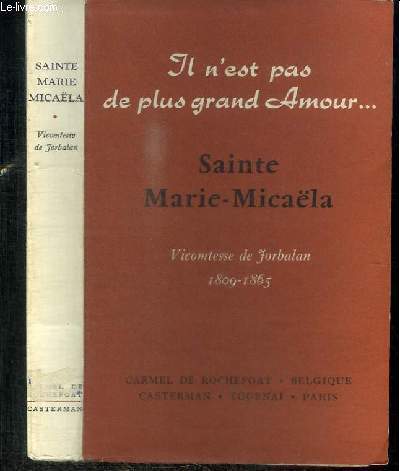 Le-livre.com
SAINTE
MARIE
MICAËLA
Vicomtesse
de Jorbalan
CARMEL DE
ROCHEFORT
CASTERMAN
Il n'est pas
de plus grand Amour...
Sainte
Marie-Micaëla
Vicomtesse de Jorbalan
1809-1865
CARMEL DE ROCHEFORT • BELGIQUE
CASTERMAN • TOURNAI • PARIS